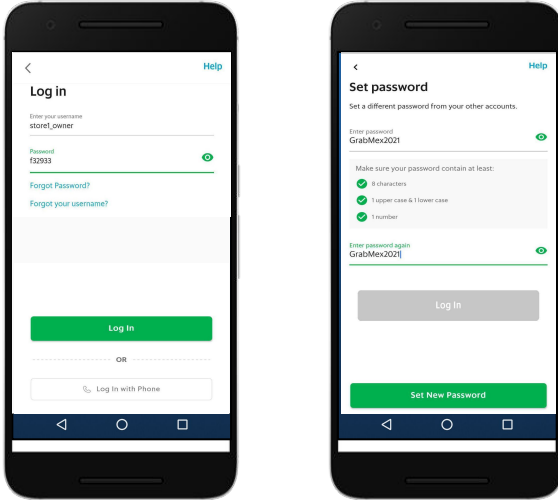 Help
Log in
Enter your username
store1_owner
Password
f32933
Forgot Password?
Forgot your username?
Log In
OR
Log In with Phone
Help
Set password
Set a different password from your other accounts.
Enter password
GrabMex2021
Make sure your password contain at least:
8 characters
1 upper case & 1 lower case
1 number
Enter password again
GrabMex2021
Log In
Set New Password